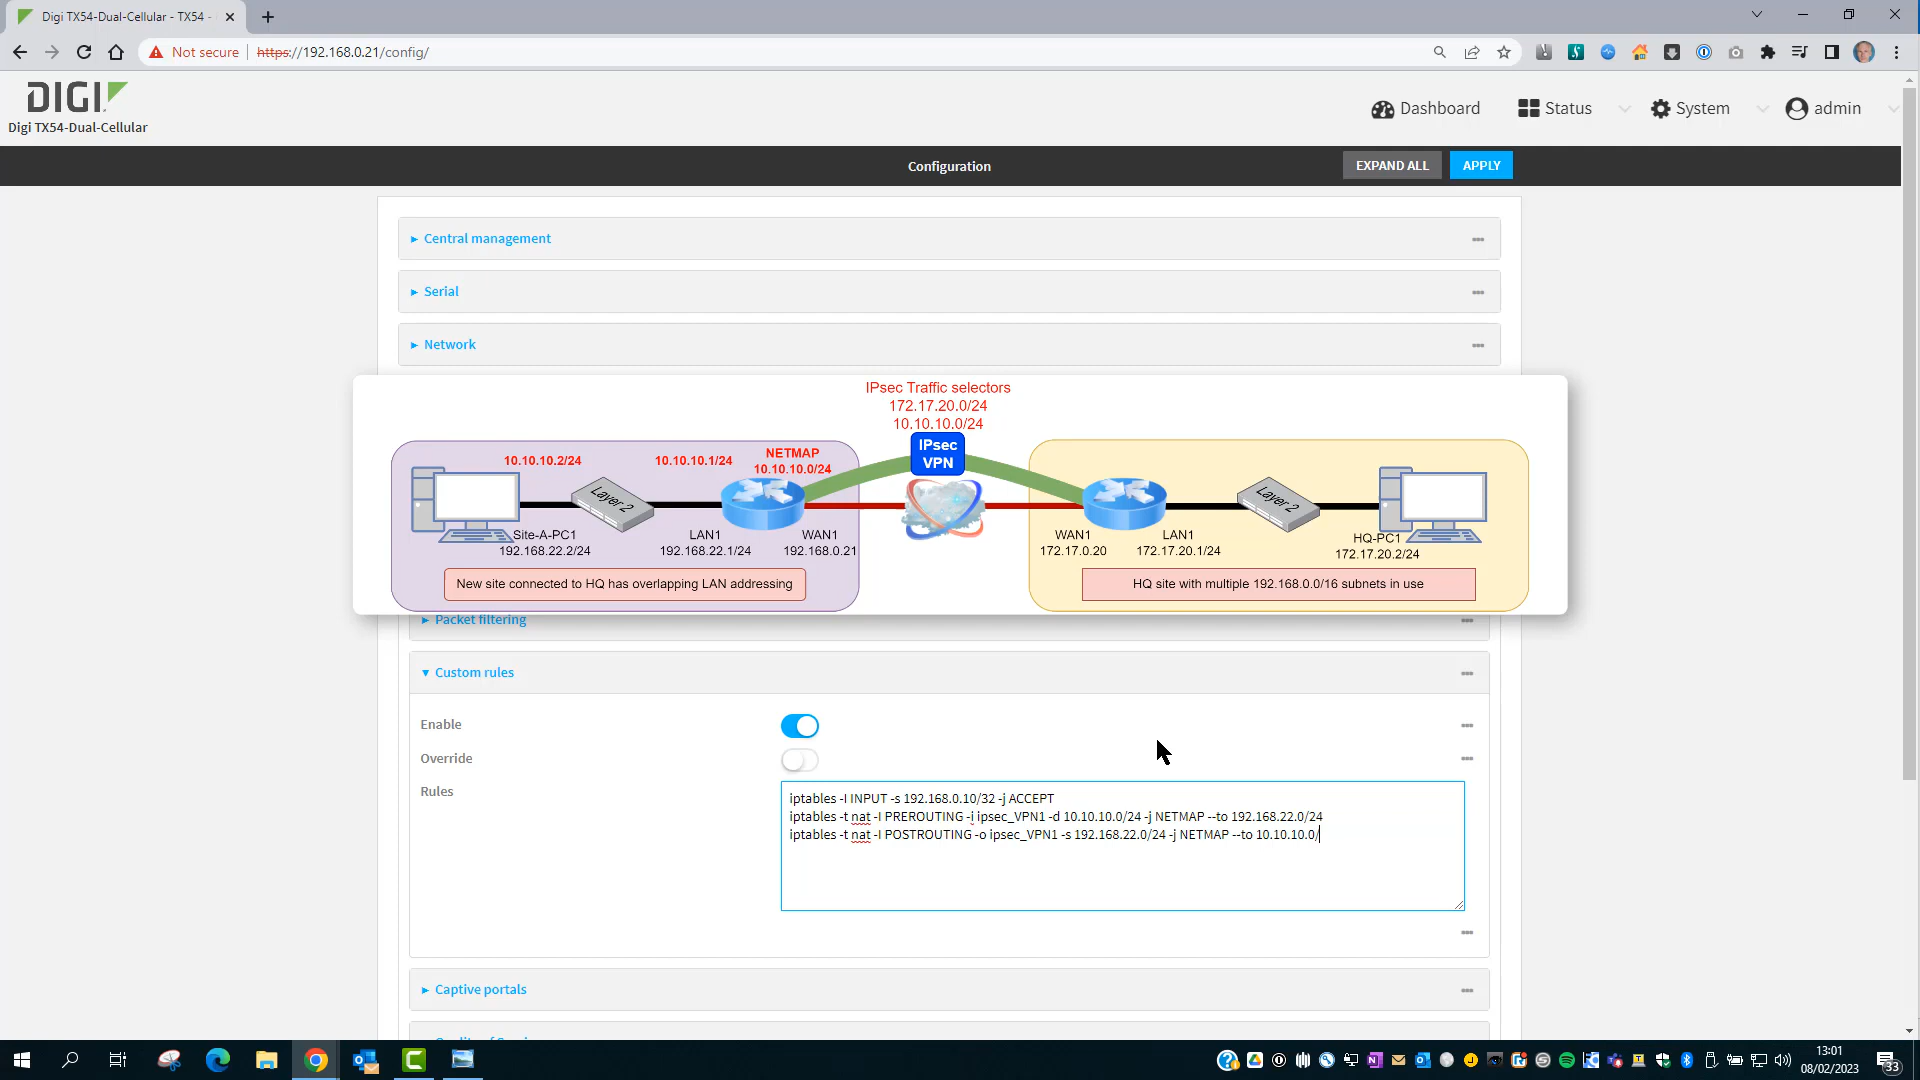 Digi TX54-Dual-Cellular - TX54 -
Not secure
https://192.168.0.21/config/
DIGI
Digi TX54-Dual-Cellular
Dashboard
Status
System
admin
Configuration
EXPAND ALL
APPLY
Central management
Serial
Network
IPsec Traffic selectors
172.17.20.0/24
10.10.10.0/24
IPsec
VPN
10.10.10.2/24
10.10.10.1/24
NETMAP
10.10.10.0/24
Layer 2
Layer 2
Site-A-PC1
192.168.22.2/24
LAN1
192.168.22.1/24
WAN1
192.168.0.21
WAN1
172.17.0.20
LAN1
172.17.20.1/24
HQ-PC1
172.17.20.2/24
New site connected to HQ has overlapping LAN addressing
HQ site with multiple 192.168.0.0/16 subnets in use
Packet filtering
Custom rules
Enable
Override
Rules
iptables -I INPUT -s 192.168.0.10/32 -j ACCEPT
iptables -t nat -I PREROUTING -i ipsec_VPN1 -d 10.10.10.0/24 -j NETMAP --to 192.168.22.0/24
iptables -t nat -I POSTROUTING -o ipsec_VPN1 -s 192.168.22.0/24 -j NETMAP --to 10.10.10.0/
Captive portals
13:01
08/02/2023
33